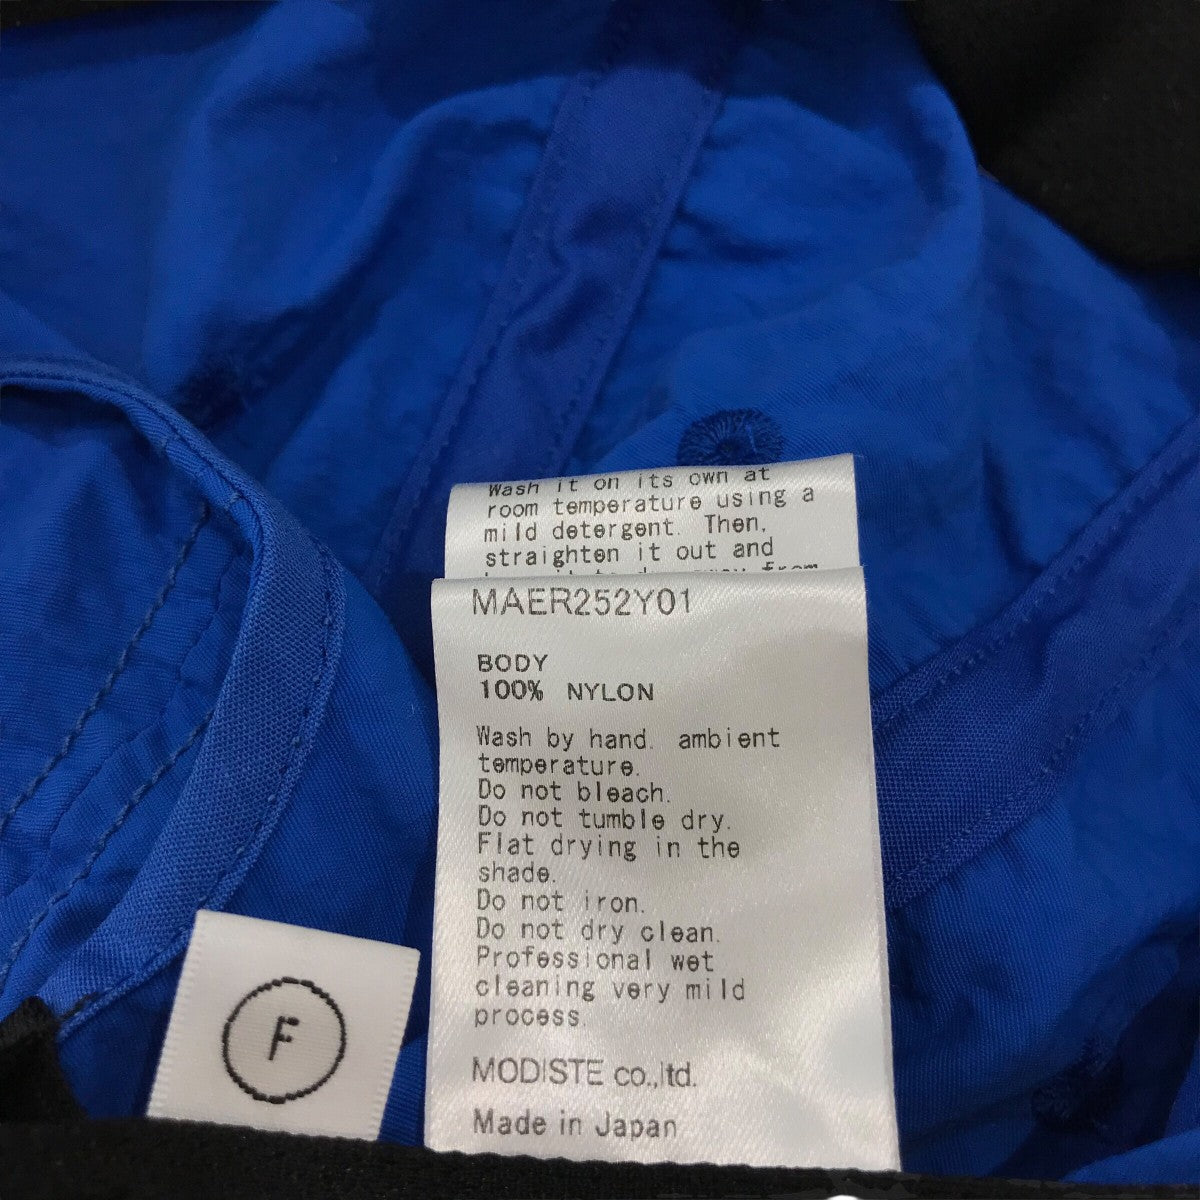 Wash it on its own at
room temperature using a
mild detergent. Then,
straighten it out and
from
MAER252Y01
BODY
100% NYLON
Wash by hand. ambient
temperature.
Do not bleach.
Do not tumble dry.
Flat drying in the
shade.
Do not iron.
Do not dry clean.
Professional wet
cleaning very mild
process.
MODISTE co.,ltd.
Made in Japan
F